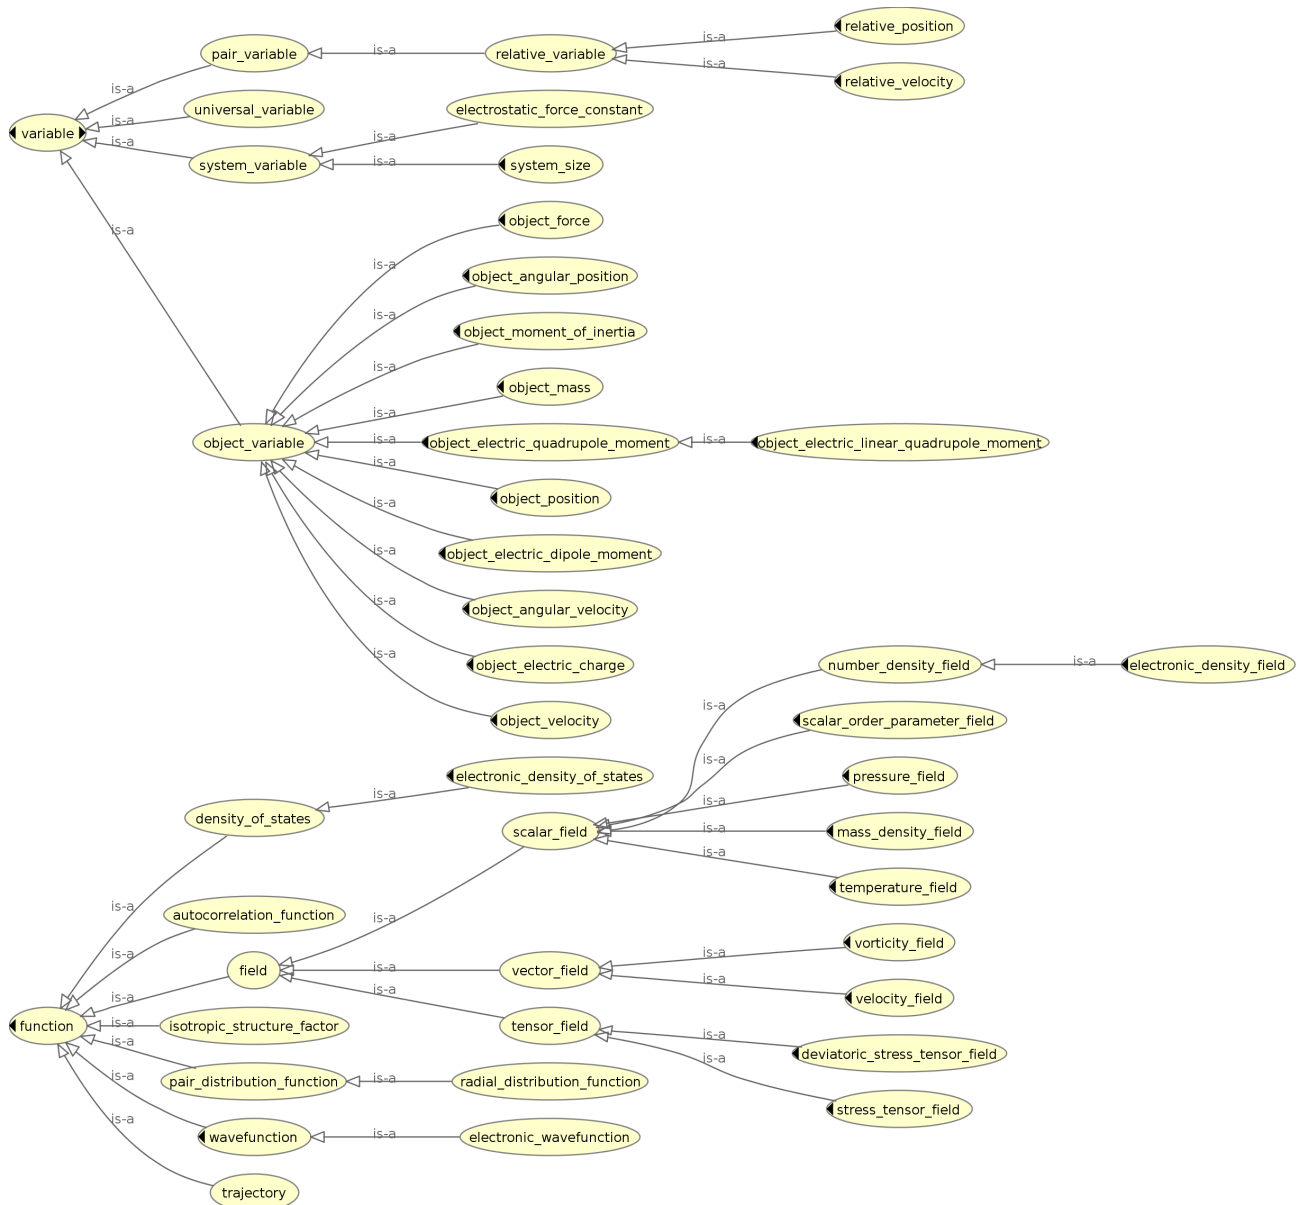 relative_position
is-a
pair_variable
is-a
relative_variable
is-a
relative_velocity
is-a
universal_variable
electrostatic_force_constant
is-a
variable
is-a
is-a
system_variable
is-a
system_size
object_force
is-a
is-a
object_angular_position
is-a
object_moment_of_inertia
is-a
object_mass
is-a
object_variable
is-a
object_electric_quadrupole_moment
is-a
object_electric_linear_quadrupole_moment
is-a
object_position
is-a
object_electric_dipole_moment
is-a
object_angular_velocity
is-a
object_electric_charge
number_density_field
is-a
electronic_density_field
is-a
is-a
object_velocity
scalar_order_parameter_field
is-a
electronic_density_of_states
pressure_field
is-a
is-a
density_of_states
scalar_field
is-a
mass_density_field
is-a
temperature_field
is-a
autocorrelation_function
is-a
is-a
vorticity_field
is-a
field
is-a
vector_field
is-a
is-a
is-a
velocity_field
function
is-a
isotropic_structure_factor
tensor_field
is-a
is-a
deviatoric_stress_tensor_field
is-a
is-a
pair_distribution_function
is-a
radial_distribution_function
stress_tensor_field
is-a
wavefunction
is-a
electronic_wavefunction
trajectory